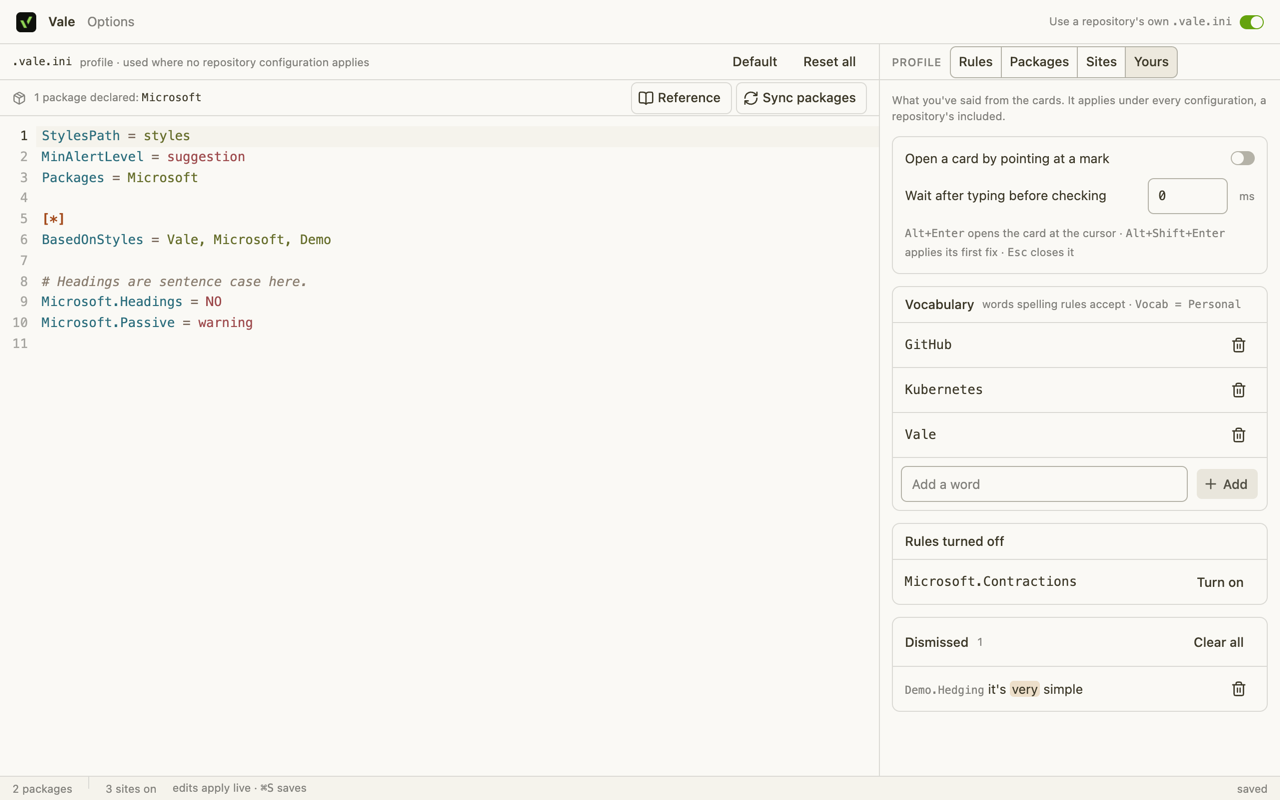 Vale Options
Use a repository's own .vale.ini
.vale.ini profile · used where no repository configuration applies
Default Reset all
PROFILE Rules Packages Sites Yours
1 package declared: Microsoft
Reference Sync packages
1 StylesPath = styles
2 MinAlertLevel = suggestion
3 Packages = Microsoft
4
5 [*]
6 BasedOnStyles = Vale, Microsoft, Demo
7
8 # Headings are sentence case here.
9 Microsoft.Headings = NO
10 Microsoft.Passive = warning
11
What you've said from the cards. It applies under every configuration, a
repository's included.
Open a card by pointing at a mark
Wait after typing before checking 0 ms
Alt+Enter opens the card at the cursor · Alt+Shift+Enter
applies its first fix · Esc closes it
Vocabulary words spelling rules accept · Vocab = Personal
GitHub
Kubernetes
Vale
Add a word + Add
Rules turned off
Microsoft.Contractions Turn on
Dismissed 1 Clear all
Demo.Hedging it's very simple
2 packages 3 sites on edits apply live · ⌘S saves saved